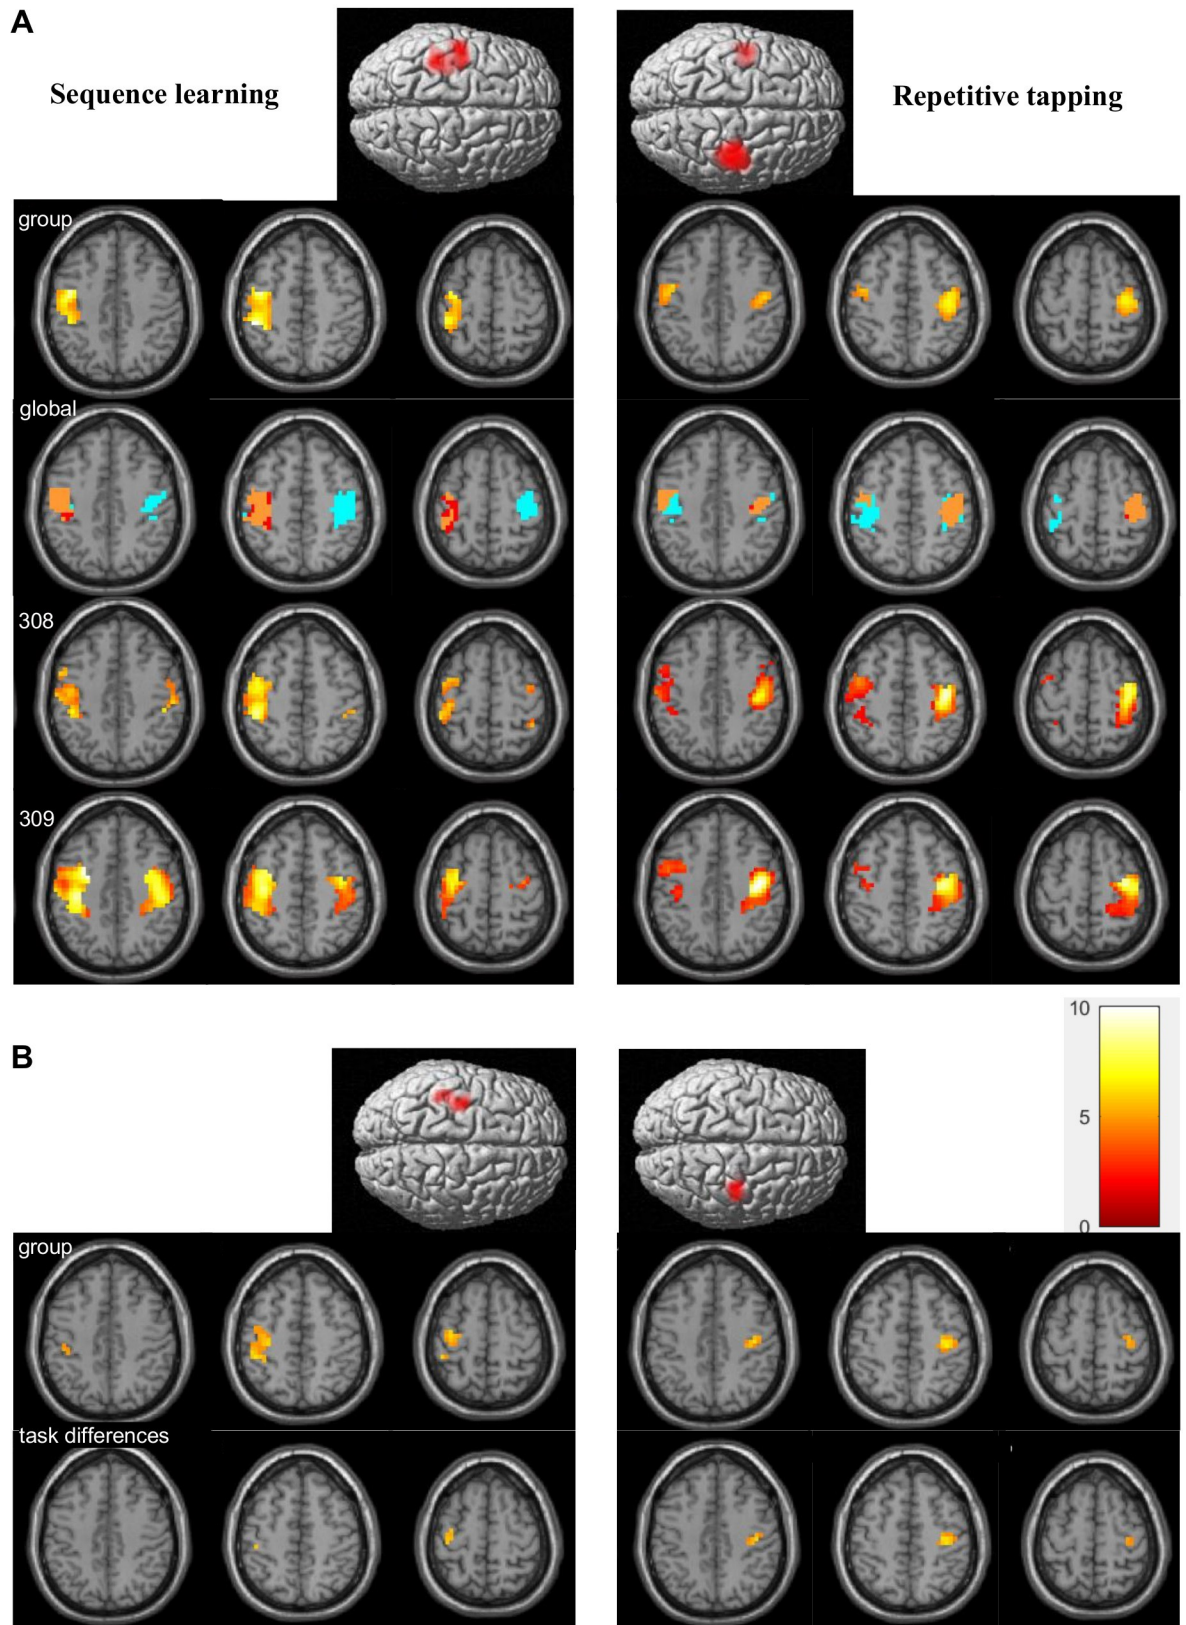 A
Sequence learning
Repetitive tapping
group
global
308
309
10
5
0
B
group
task differences